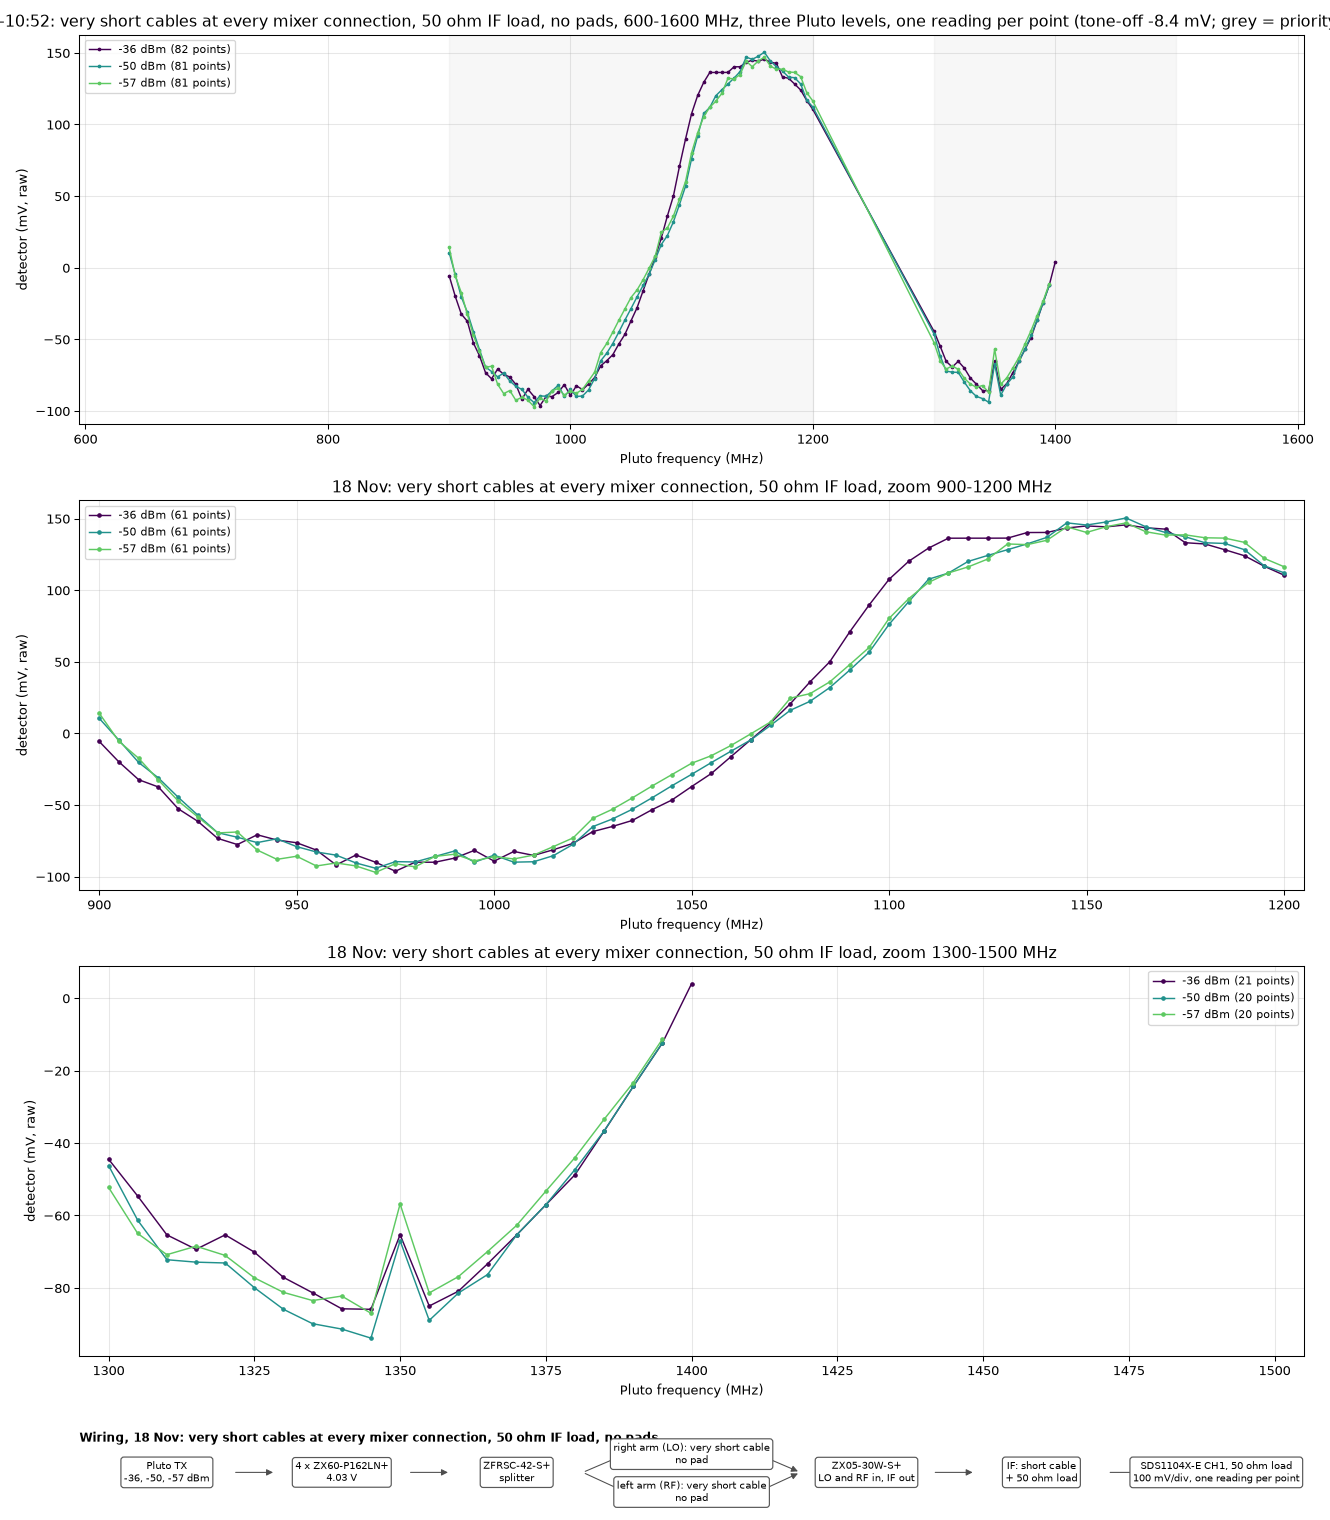 -10:52: very short cables at every mixer connection, 50 ohm IF load, no pads, 600-1600 MHz, three Pluto levels, one reading per point (tone-off -8.4 mV; grey = priority
-36 dBm (82 points)
-50 dBm (81 points)
-57 dBm (81 points)
detector (mV, raw)
150
100
50
0
−50
−100
600
800
1000
1200
1400
1600
Pluto frequency (MHz)
18 Nov: very short cables at every mixer connection, 50 ohm IF load, zoom 900-1200 MHz
-36 dBm (61 points)
-50 dBm (61 points)
-57 dBm (61 points)
detector (mV, raw)
150
100
50
0
−50
−100
900
950
1000
1050
1100
1150
1200
Pluto frequency (MHz)
18 Nov: very short cables at every mixer connection, 50 ohm IF load, zoom 1300-1500 MHz
-36 dBm (21 points)
-50 dBm (20 points)
-57 dBm (20 points)
detector (mV, raw)
0
−20
−40
−60
−80
1300
1325
1350
1375
1400
1425
1450
1475
1500
Pluto frequency (MHz)
Wiring, 18 Nov: very short cables at every mixer connection, 50 ohm IF load, no pads
Pluto TX
-36, -50, -57 dBm
4 x ZX60-P162LN+
4.03 V
ZFRSC-42-S+
splitter
right arm (LO): very short cable
no pad
left arm (RF): very short cable
no pad
ZX05-30W-S+
LO and RF in, IF out
IF: short cable
+ 50 ohm load
SDS1104X-E CH1, 50 ohm load
100 mV/div, one reading per point